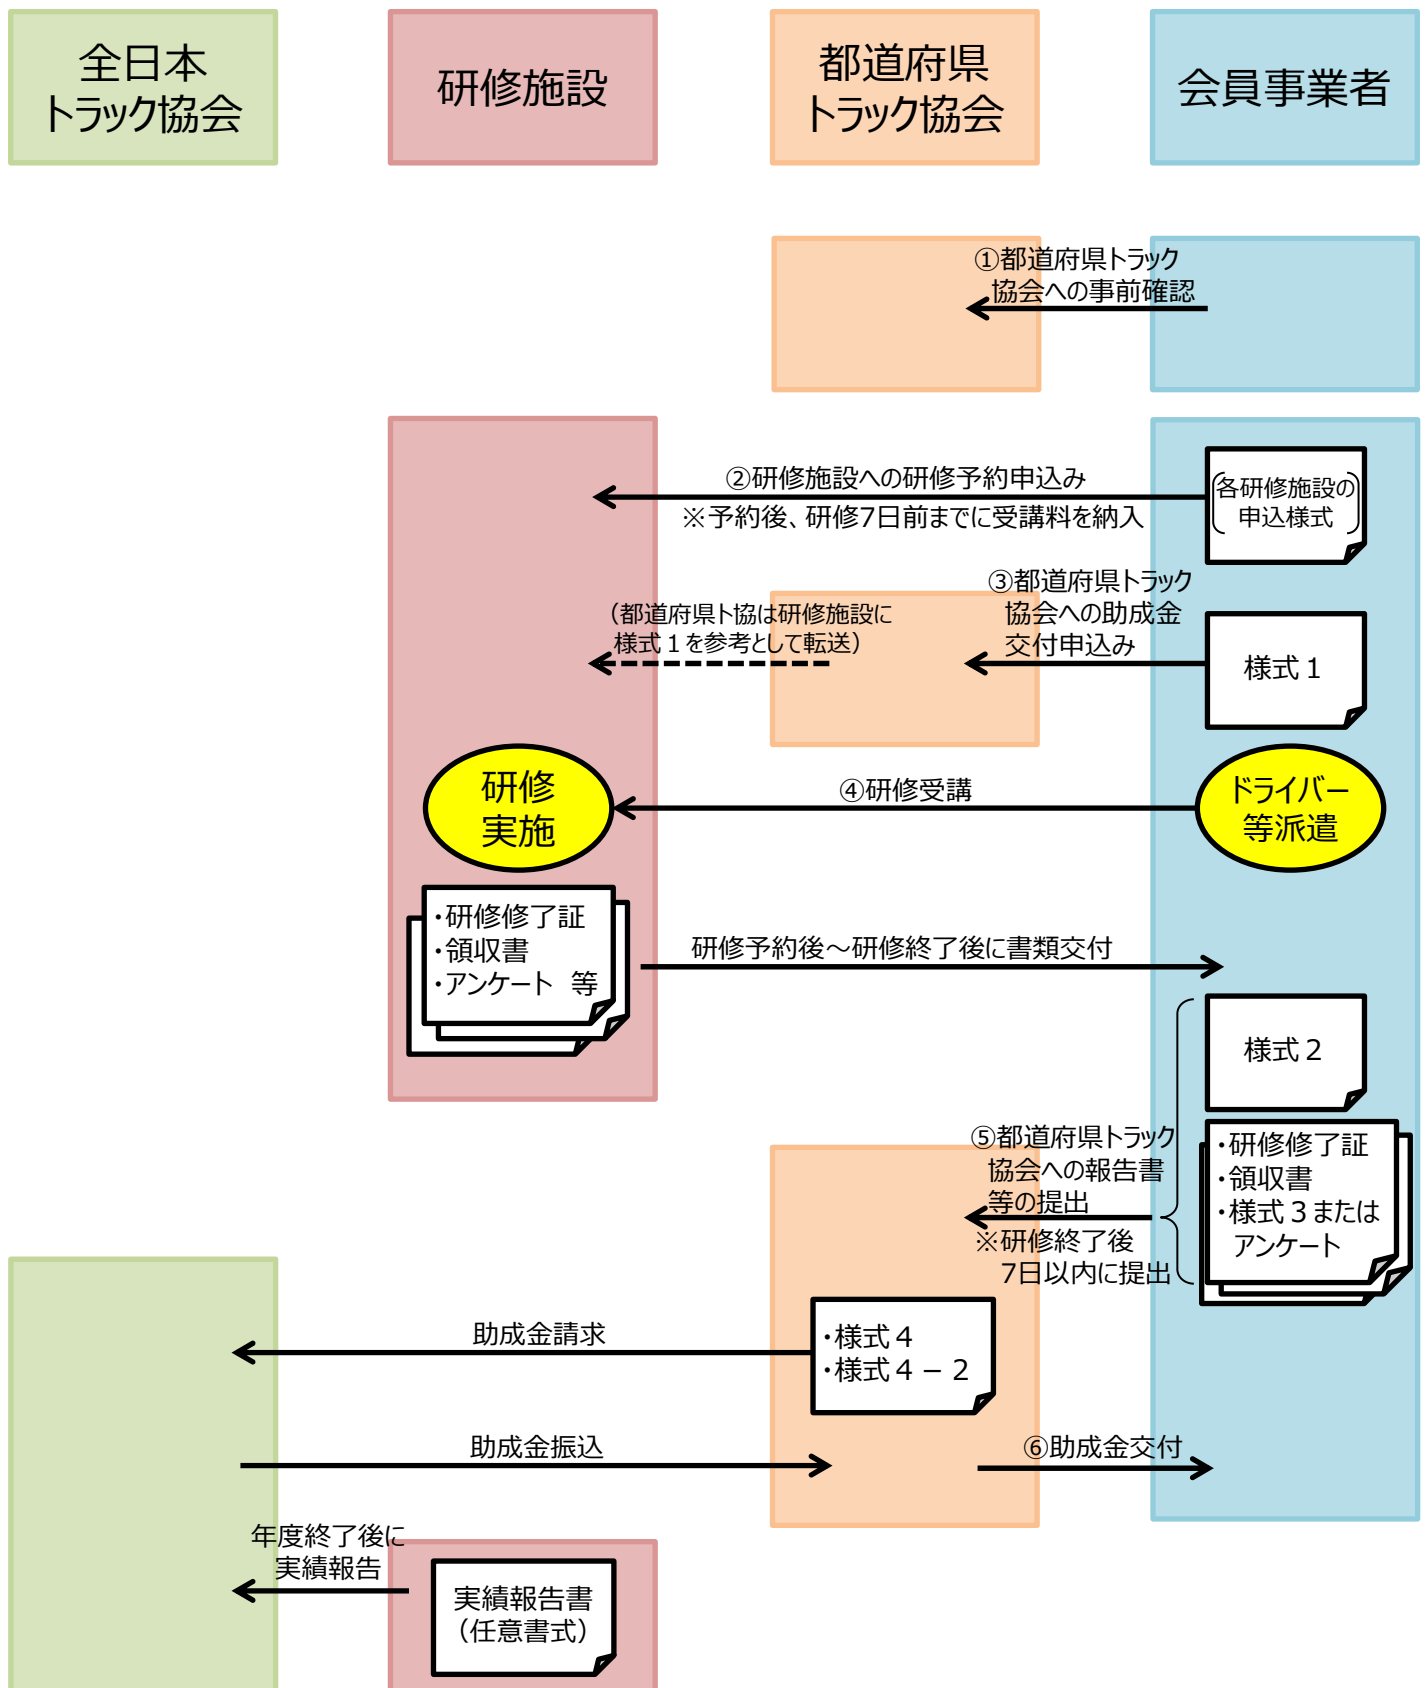 全日本
トラック協会
研修施設
都道府県
トラック協会
会員事業者
①都道府県トラック
協会への事前確認
②研修施設への研修予約申込み
※予約後、研修7日前までに受講料を納入
各研修施設の
申込様式
③都道府県トラック
協会への助成金
交付申込み
（都道府県ト協は研修施設に
様式１を参考として転送）
様式１
研修
実施
④研修受講
ドライバー
等派遣
・研修修了証
・領収書
・アンケート　等
研修予約後～研修終了後に書類交付
様式２
⑤都道府県トラック
協会への報告書
等の提出
※研修終了後
7日以内に提出
・研修修了証
・領収書
・様式３または
アンケート
助成金請求
・様式４
・様式４－２
助成金振込
⑥助成金交付
年度終了後に
実績報告
実績報告書
（任意書式）